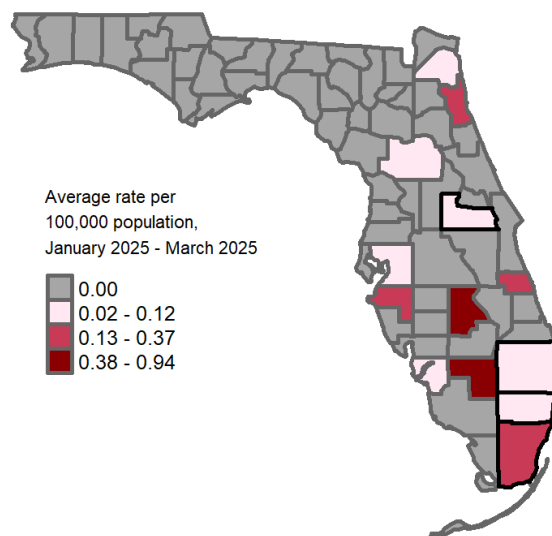 Average rate per
100,000 population,
January 2025 - March 2025
0.00
0.02 - 0.12
0.13 - 0.37
0.38 - 0.94